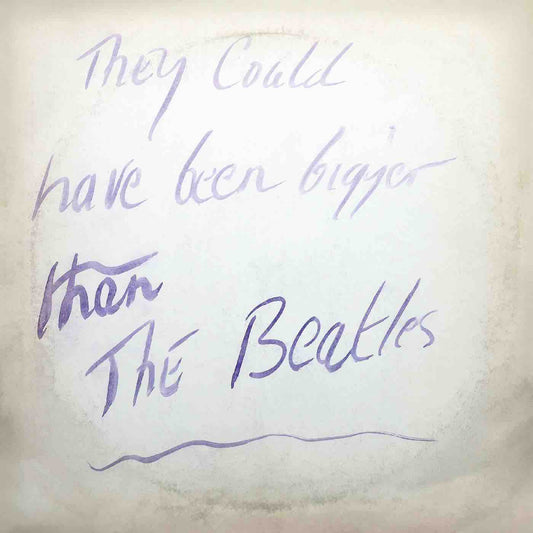 They Could
have been bigger
than
The Beatles